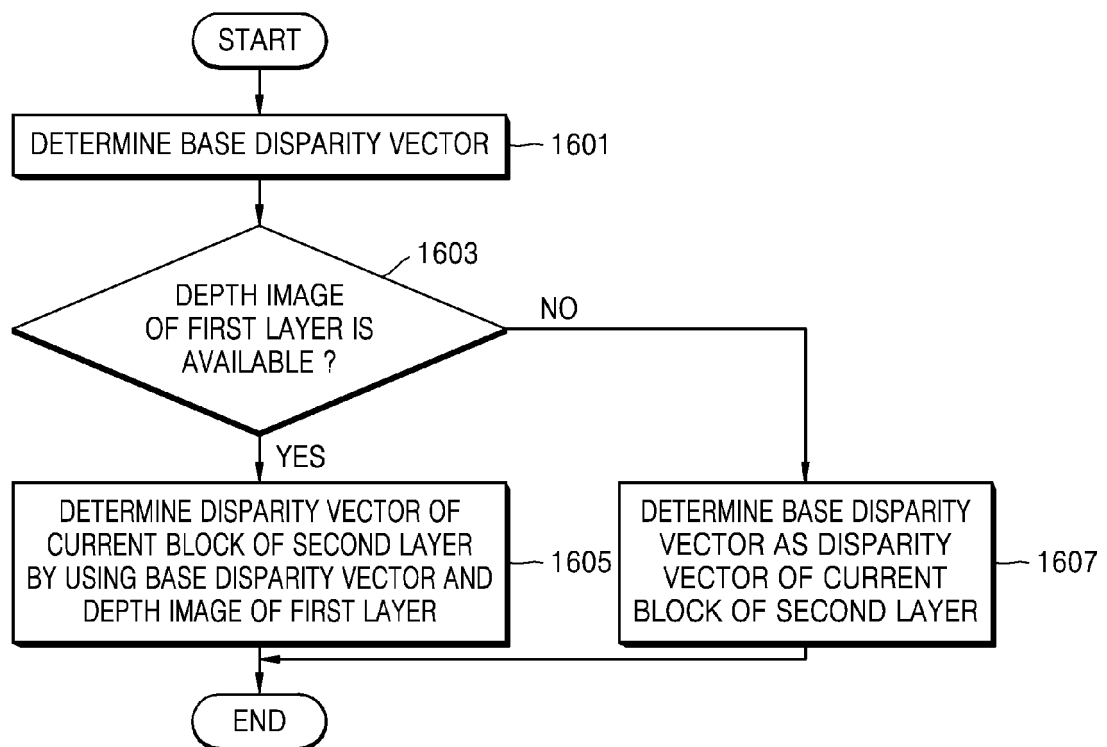 START
DETERMINE BASE DISPARITY VECTOR
1601
1603
DEPTH IMAGE
OF FIRST LAYER IS
AVAILABLE ?
NO
YES
DETERMINE DISPARITY VECTOR OF
CURRENT BLOCK OF SECOND LAYER
BY USING BASE DISPARITY VECTOR AND
DEPTH IMAGE OF FIRST LAYER
1605
DETERMINE BASE DISPARITY
VECTOR AS DISPARITY
VECTOR OF CURRENT
BLOCK OF SECOND LAYER
1607
END